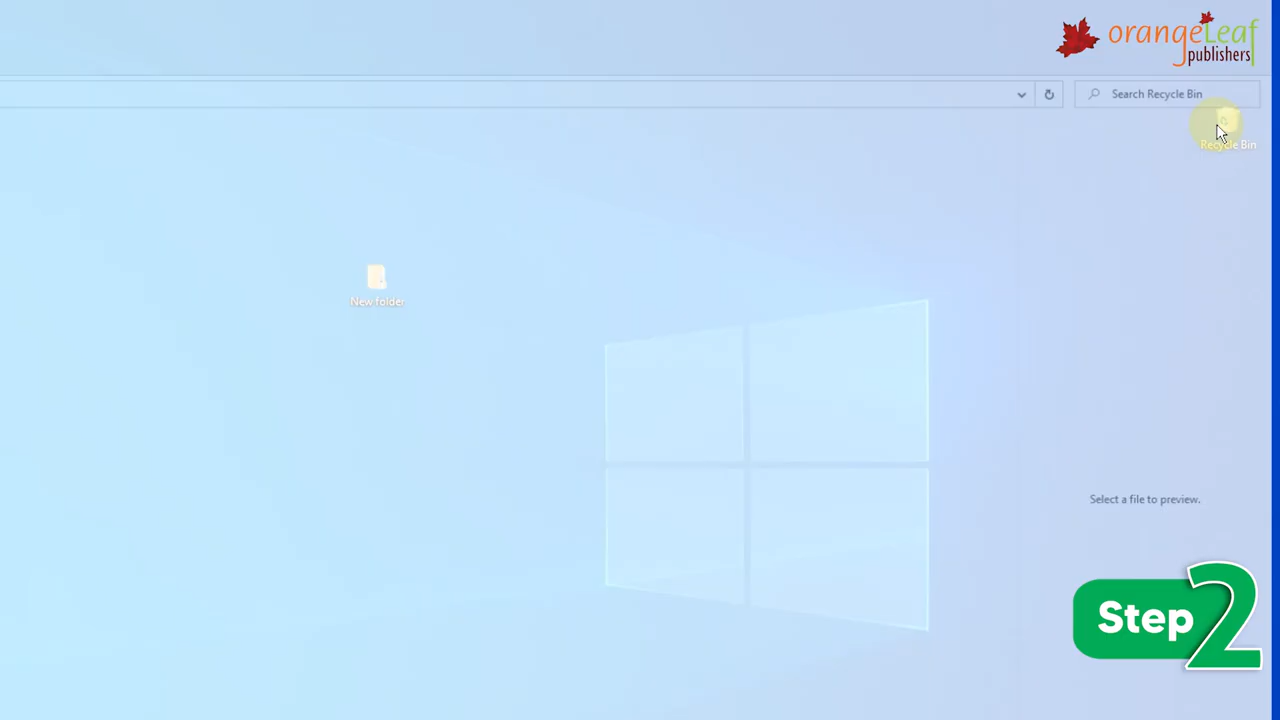 orangeLeaf
publishers
Search Recycle Bin
Recycle Bin
New folder
Select a file to preview.
Step 2